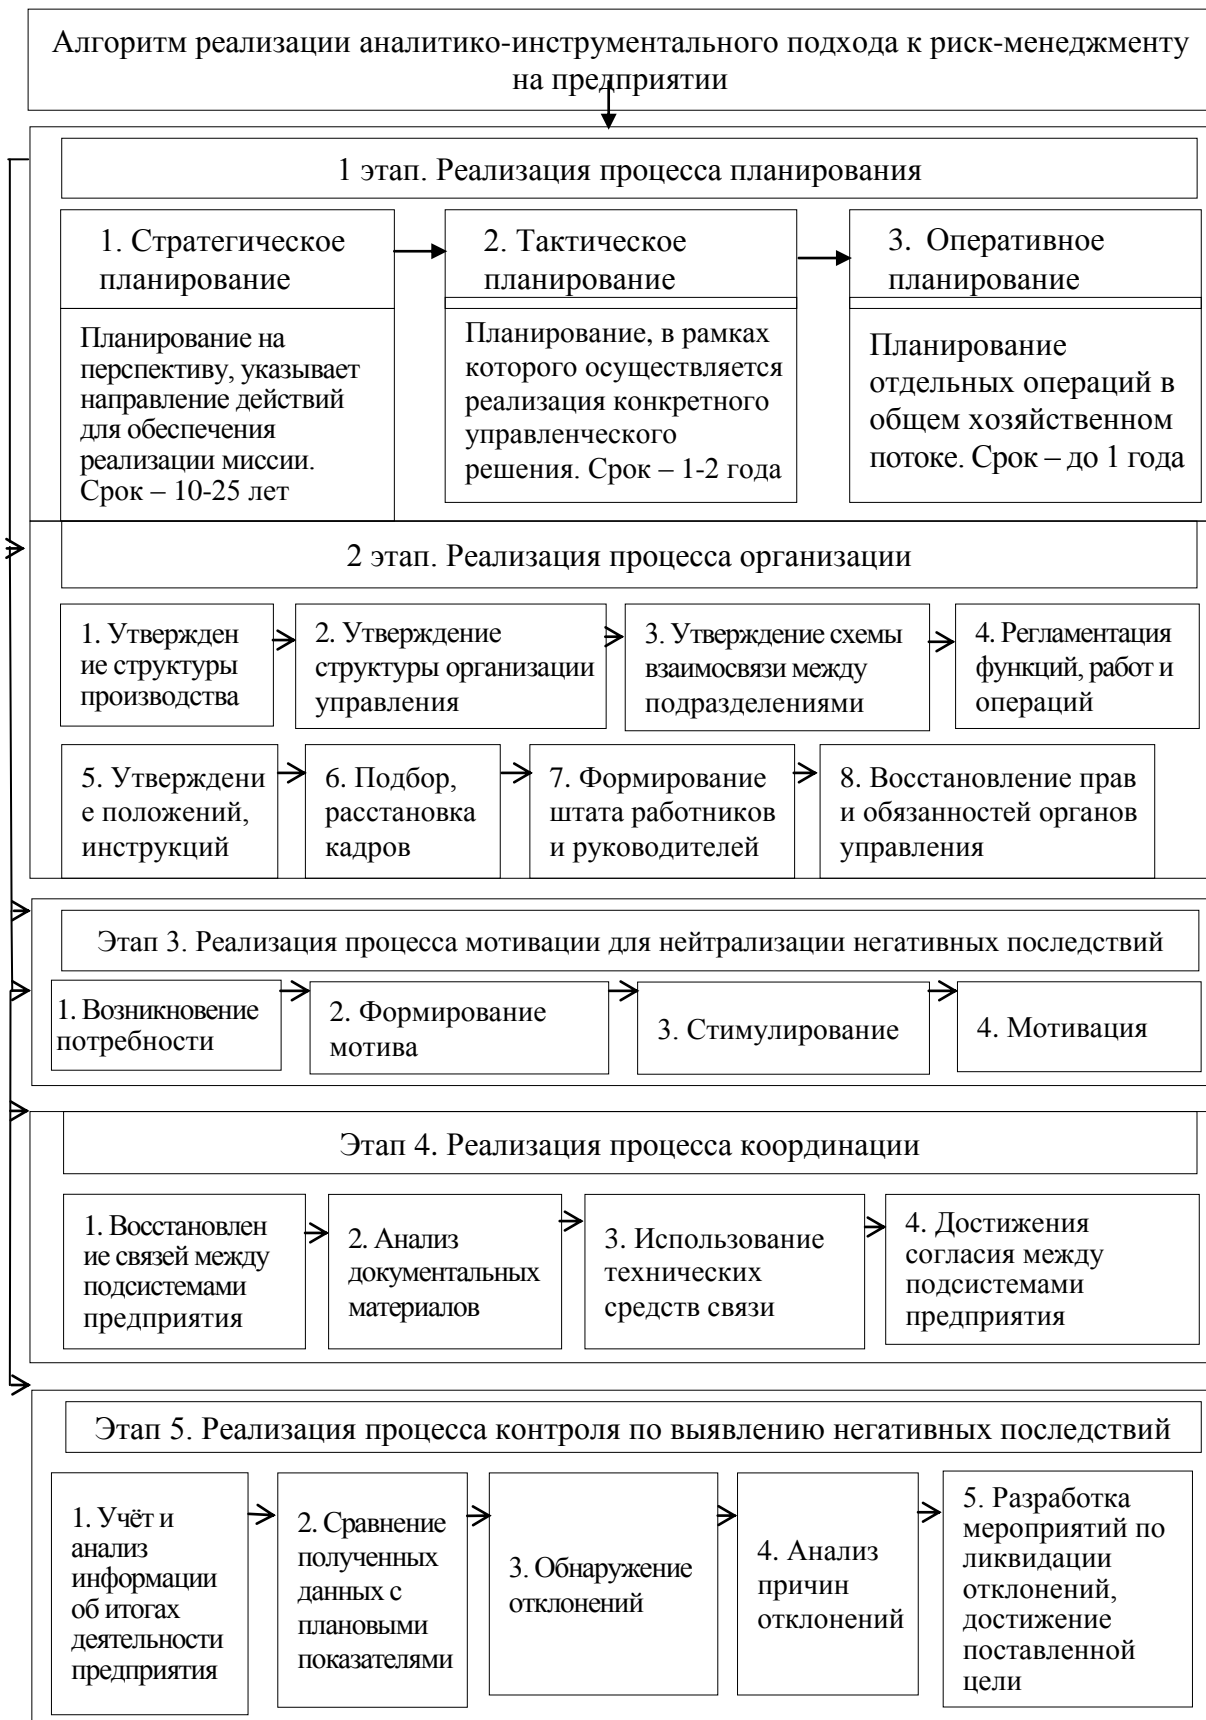 Алгоритм реализации аналитико-инструментального подхода к риск-менеджменту
на предприятии
1 этап. Реализация процесса планирования
1. Стратегическое
планирование
2. Тактическое
планирование
3. Оперативное
планирование
Планирование на
перспективу, указывает
направление действий
для обеспечения
реализации миссии.
Срок – 10-25 лет
Планирование, в рамках
которого осуществляется
реализация конкретного
управленческого
решения. Срок – 1-2 года
Планирование
отдельных операций в
общем хозяйственном
потоке. Срок – до 1 года
2 этап. Реализация процесса организации
1. Утвержден
ие структуры
производства
2. Утверждение
структуры организации
управления
3. Утверждение схемы
взаимосвязи между
подразделениями
4. Регламентация
функций, работ и
операций
5. Утверждени
е положений,
инструкций
6. Подбор,
расстановка
кадров
7. Формирование
штата работников
и руководителей
8. Восстановление прав
и обязанностей органов
управления
Этап 3. Реализация процесса мотивации для нейтрализации негативных последствий
1. Возникновение
потребности
2. Формирование
мотива
3. Стимулирование
4. Мотивация
Этап 4. Реализация процесса координации
1. Восстановлен
ие связей между
подсистемами
предприятия
2. Анализ
документальных
материалов
3. Использование
технических
средств связи
4. Достижения
согласия между
подсистемами
предприятия
Этап 5. Реализация процесса контроля по выявлению негативных последствий
1. Учёт и
анализ
информации
об итогах
деятельности
предприятия
2. Сравнение
полученных
данных с
плановыми
показателями
3. Обнаружение
отклонений
4. Анализ
причин
отклонений
5. Разработка
мероприятий по
ликвидации
отклонений,
достижение
поставленной
цели